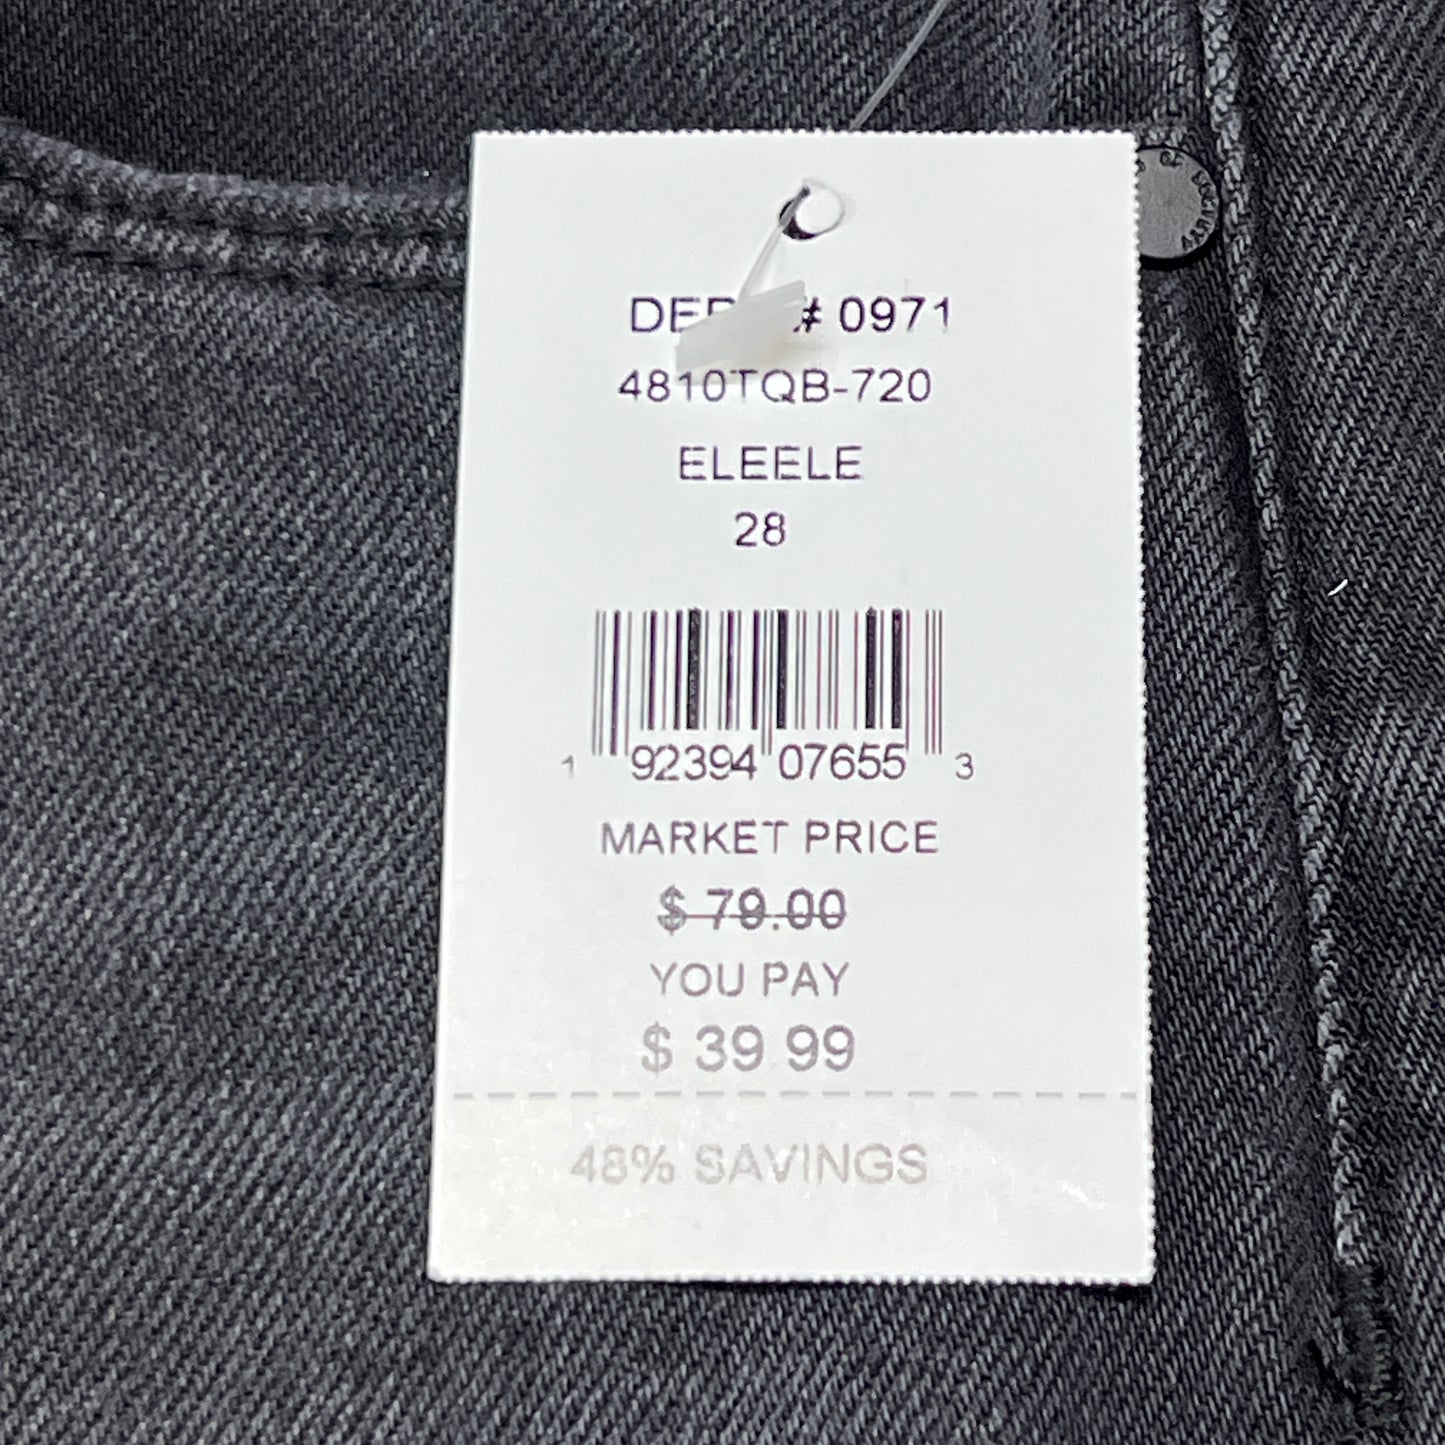 # 0971
4810TQB-720
ELEELE
28
1 92394 07655 3
MARKET PRICE
$ 79.00
YOU PAY
$ 39.99
48% SAVINGS